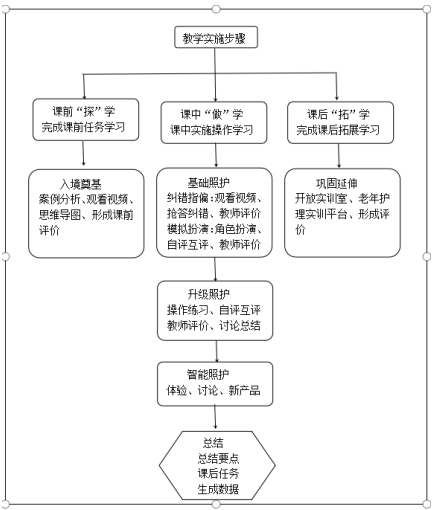 教学实施步骤
课前“探”学
完成课前任务学习
课中“做”学
课中实施操作学习
课后“拓”学
完成课后拓展学习
入境奠基
案例分析、观看视频、
思维导图、形成课前
评价
基础照护
纠错指偏：观看视频、
抢答纠错、教师评价
模拟扮演：角色扮演、
自评互评、教师评价
巩固延伸
开放实训室、老年护
理实训平台、形成评
价
升级照护
操作练习、自评互评
教师评价、讨论总结
智能照护
体验、讨论、新产品
总结
总结要点
课后任务
生成数据